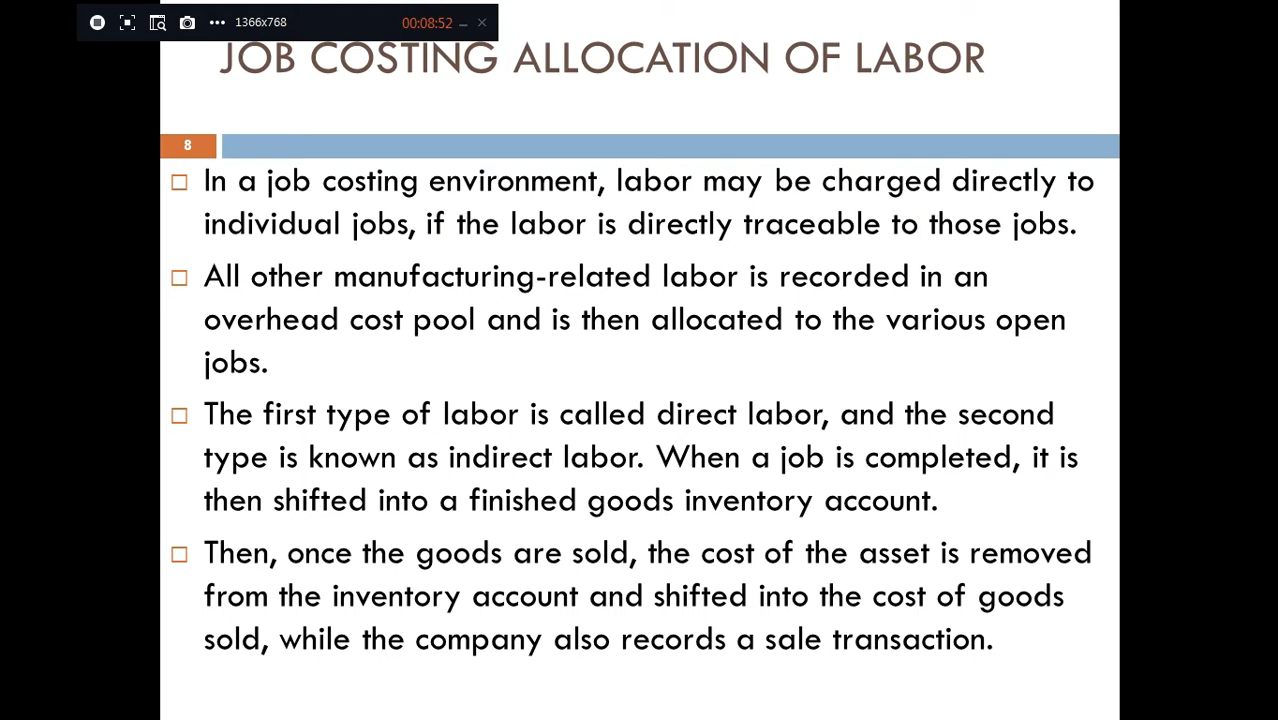 1366x768
00:08:52
JOB COSTING ALLOCATION OF LABOR
8
In a job costing environment, labor may be charged directly to
individual jobs, if the labor is directly traceable to those jobs.
All other manufacturing-related labor is recorded in an
overhead cost pool and is then allocated to the various open
jobs.
The first type of labor is called direct labor, and the second
type is known as indirect labor. When a job is completed, it is
then shifted into a finished goods inventory account.
Then, once the goods are sold, the cost of the asset is removed
from the inventory account and shifted into the cost of goods
sold, while the company also records a sale transaction.